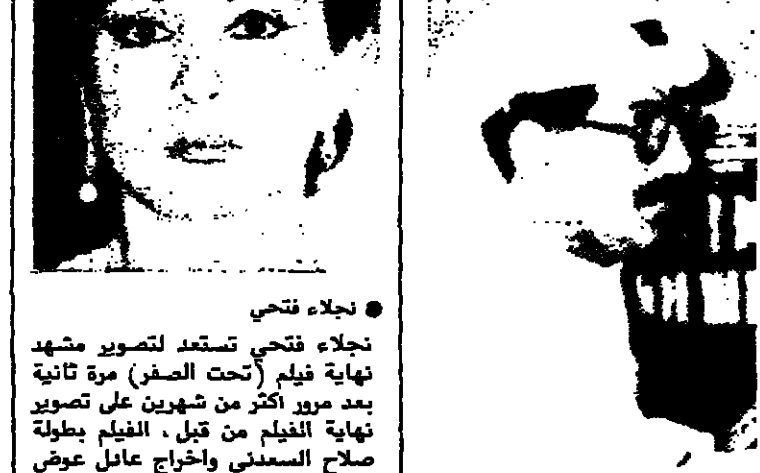 ● نجلاء فتحي
نجلاء فتحي تستعد لتصوير مشهد
نهاية فيلم (تحت الصفر) مرة ثانية
بعد مرور اكثر من شهرين على تصوير
نهاية الفيلم من قبل ، الفيلم بطولة
صلاح السعدني واخراج عادل عوض